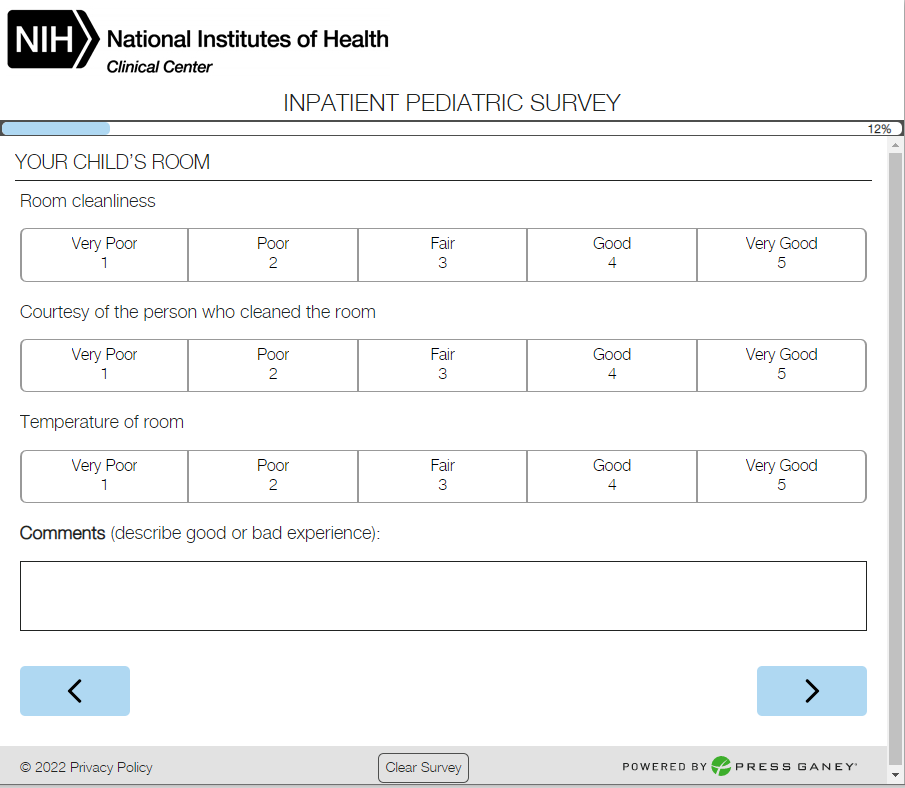 NIH
National Institutes of Health
Clinical Center
INPATIENT PEDIATRIC SURVEY
12%
YOUR CHILD'S ROOM
Room cleanliness
Very Poor Poor Fair Good Very Good
1 2 3 4 5
Courtesy of the person who cleaned the room
Very Poor Poor Fair Good Very Good
1 2 3 4 5
Temperature of room
Very Poor Poor Fair Good Very Good
1 2 3 4 5
Comments (describe good or bad experience):
© 2022 Privacy Policy Clear Survey POWERED BY PRESS GANEY